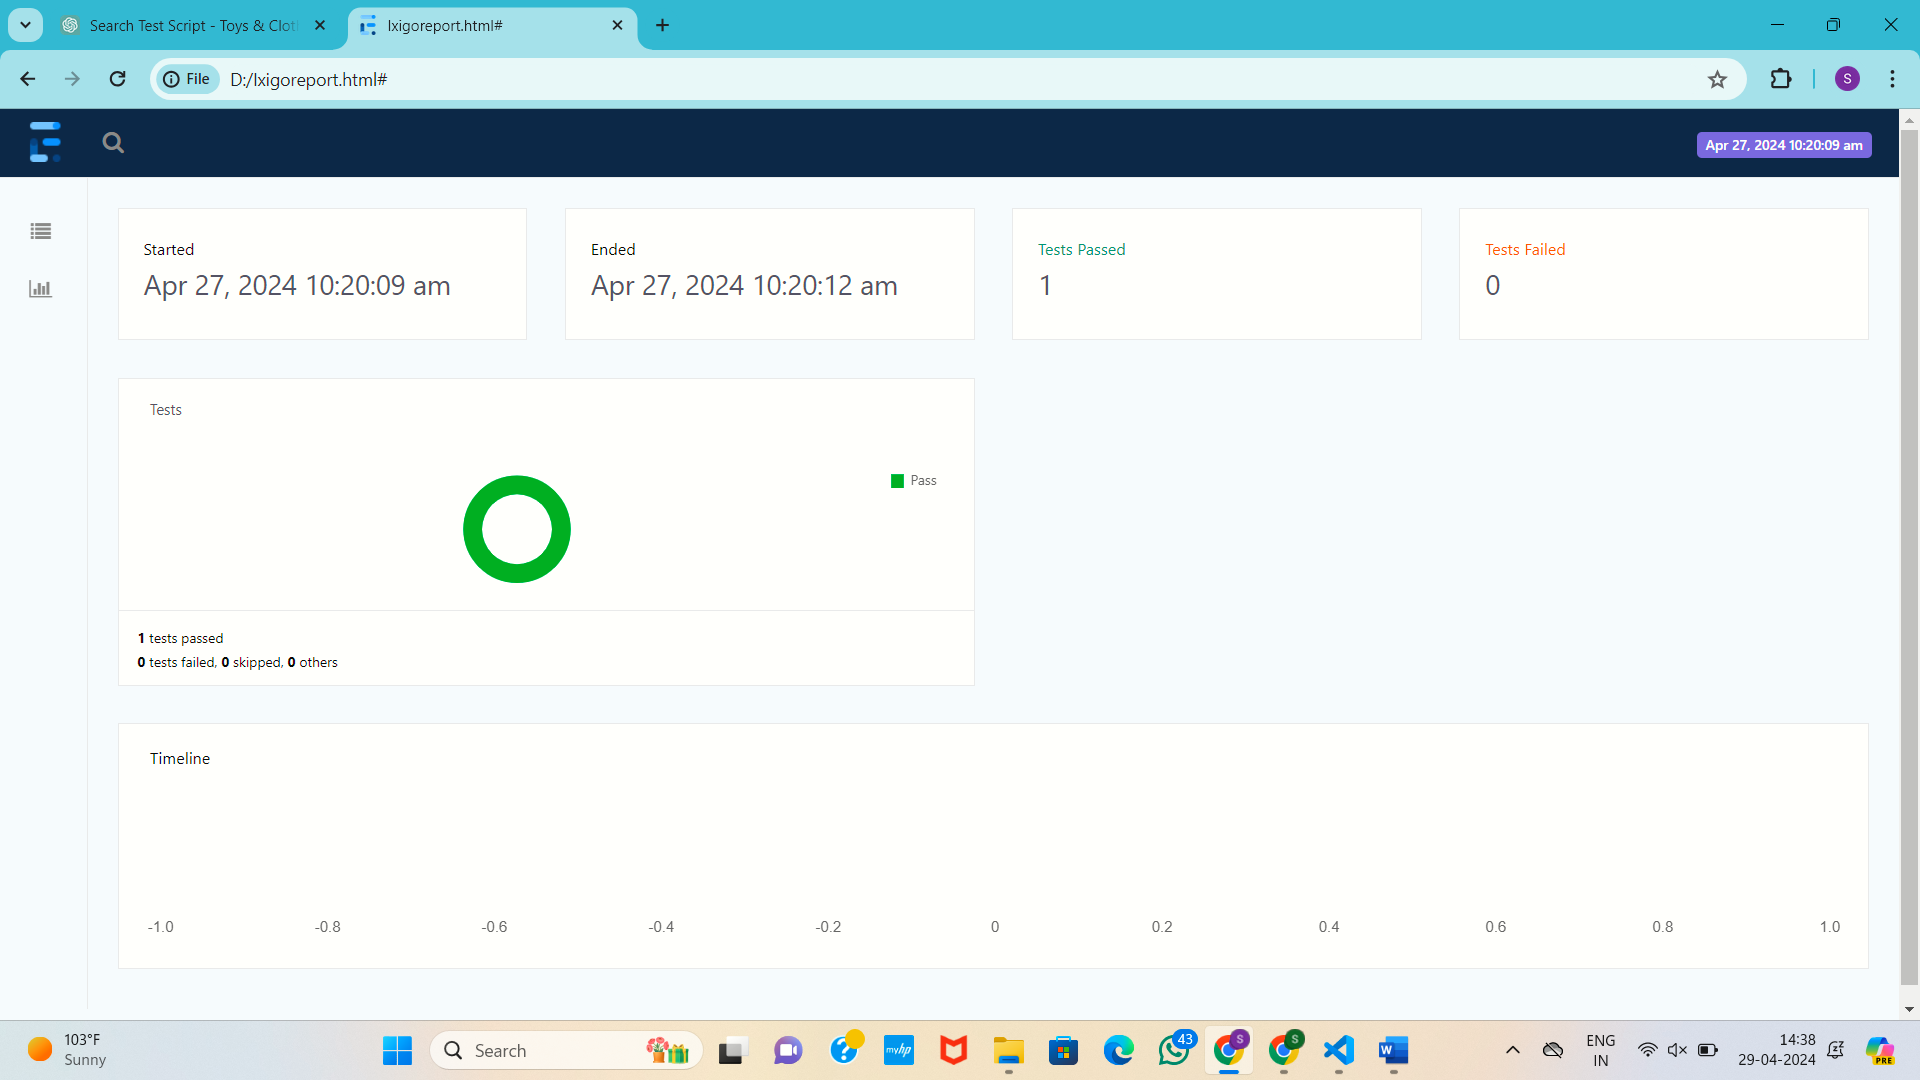 Search Test Script - Toys & Clot
Ixigoreport.html#
File
D:/Ixigoreport.html#
S
Apr 27, 2024 10:20:09 am
Started
Apr 27, 2024 10:20:09 am
Ended
Apr 27, 2024 10:20:12 am
Tests Passed
1
Tests Failed
0
Tests
Pass
1 tests passed
0 tests failed, 0 skipped, 0 others
Timeline
-1.0 -0.8 -0.6 -0.4 -0.2 0 0.2 0.4 0.6 0.8 1.0
103°F
Sunny
Search
myhp
43
S
S
W
ENG
IN
14:38
29-04-2024
PRE